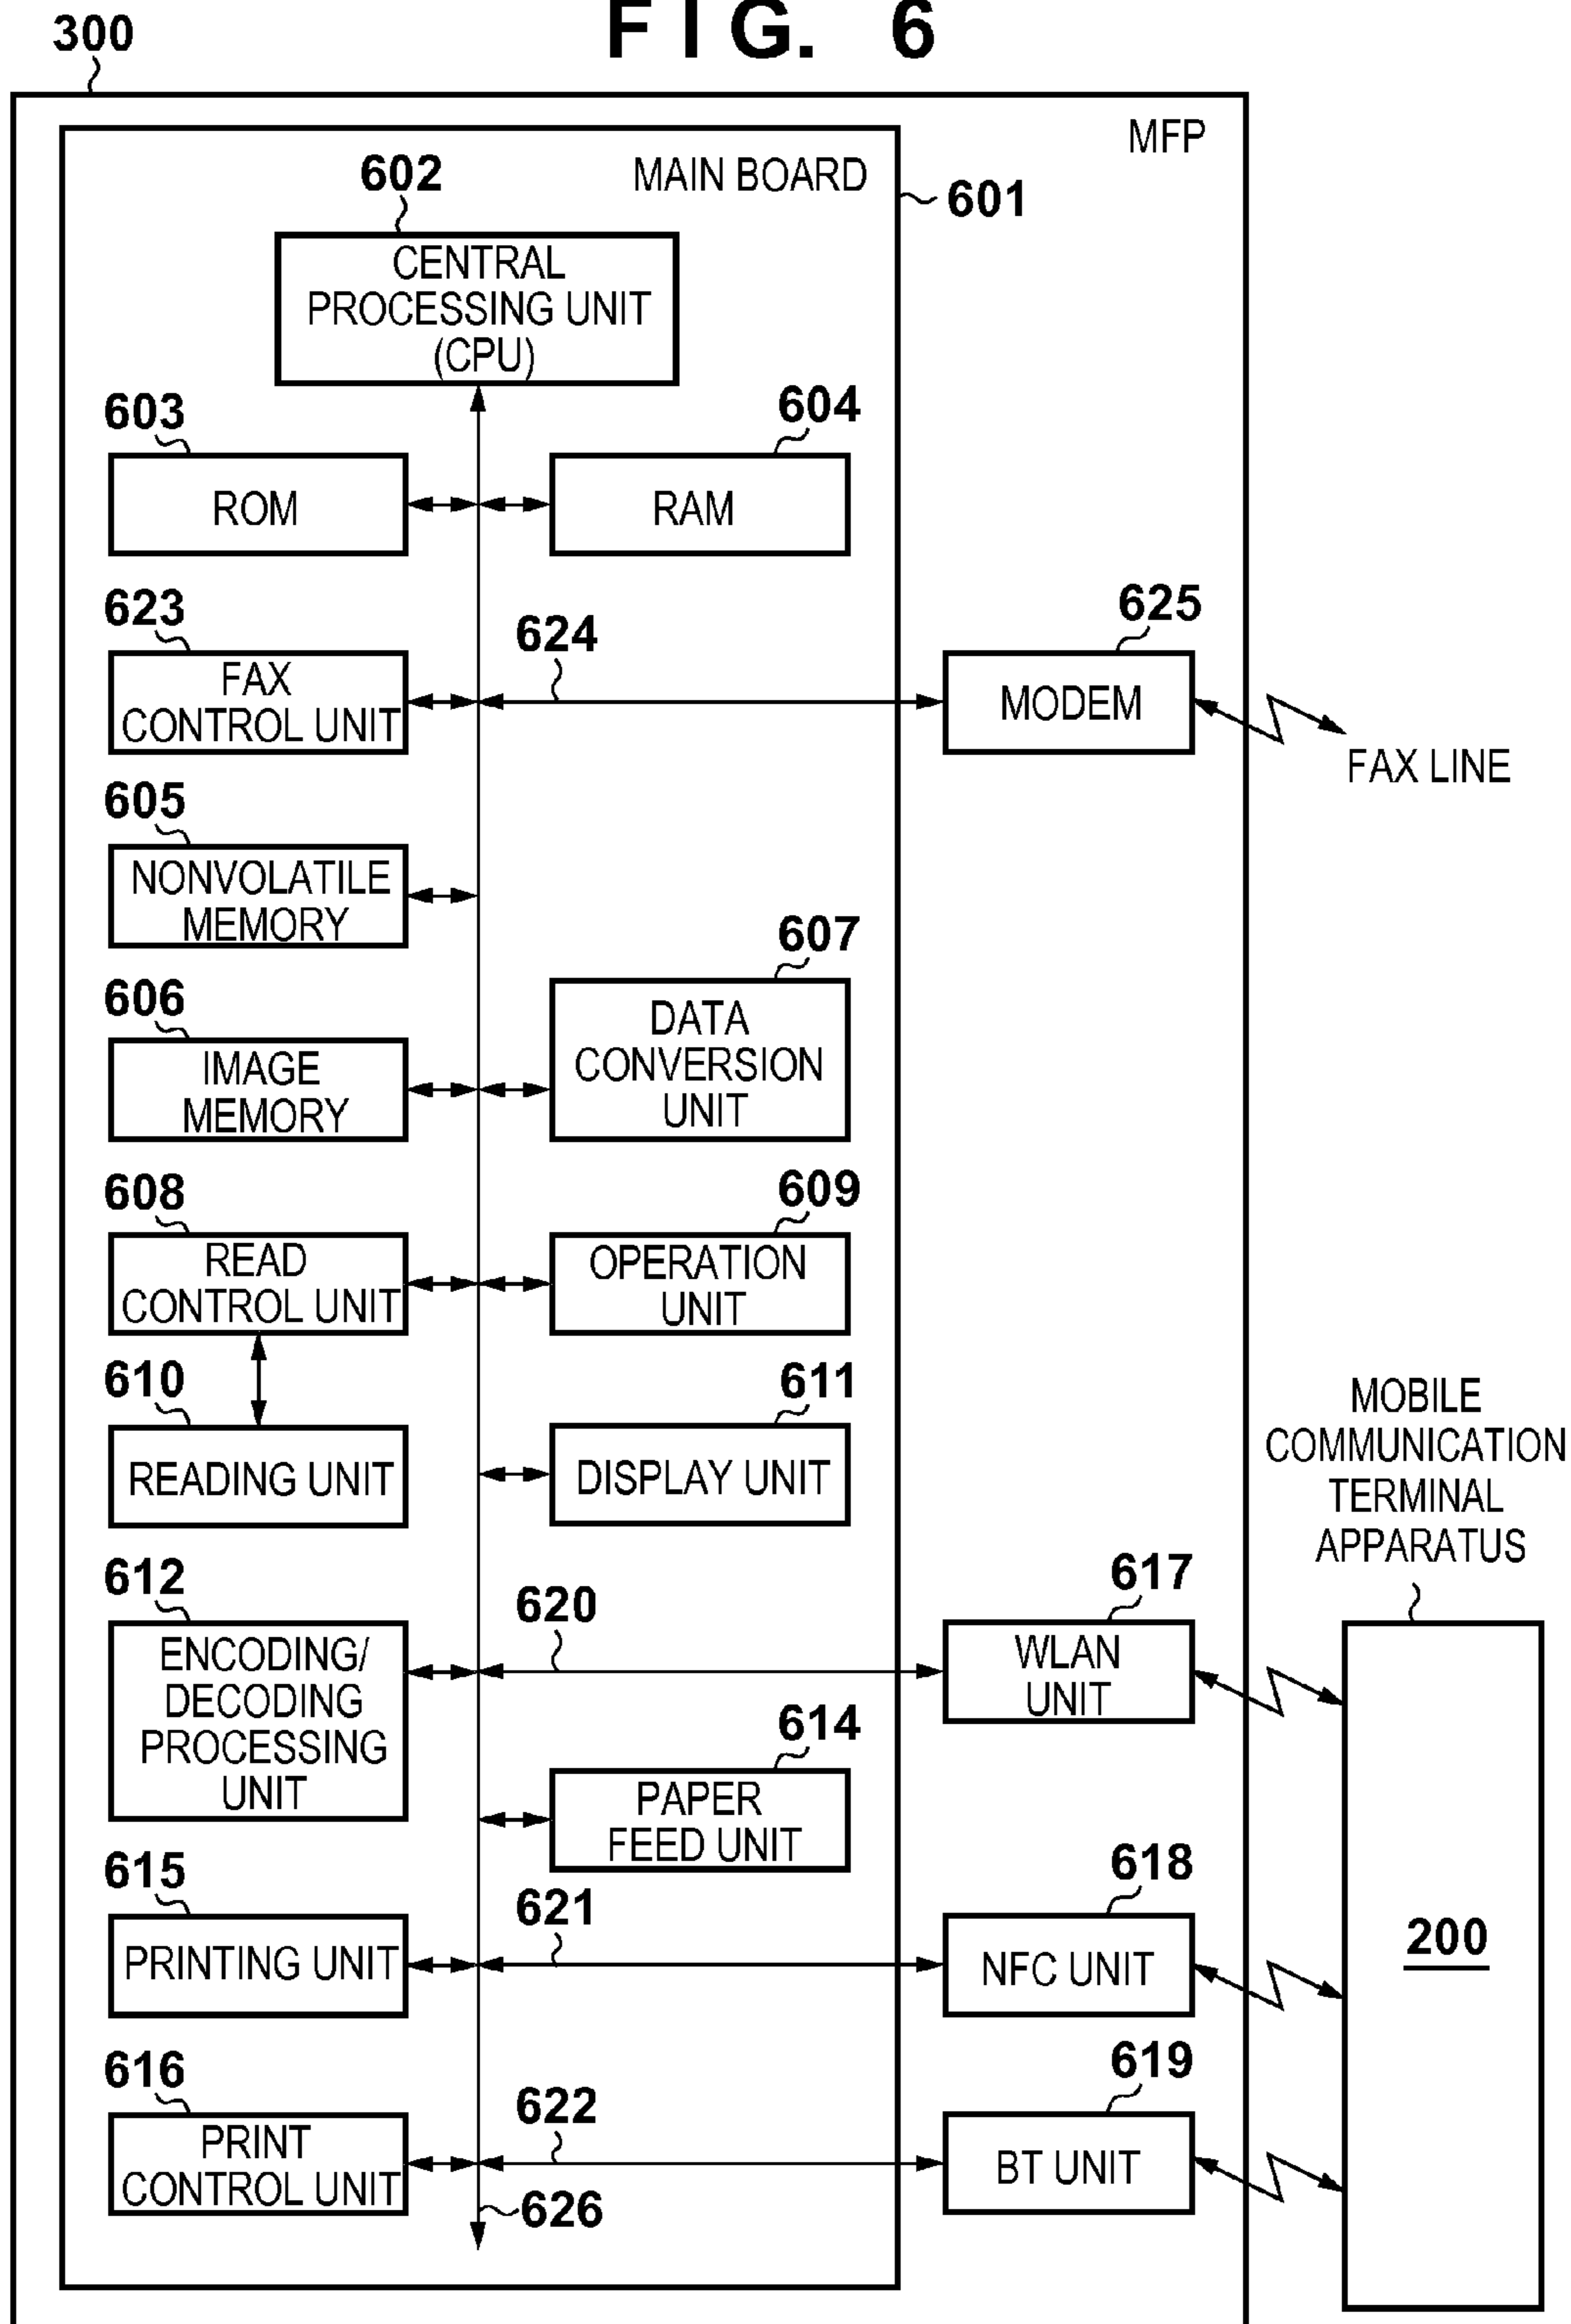 FIG. 6
300
MFP
MAIN BOARD
601
602
CENTRAL
PROCESSING UNIT
(CPU)
603
ROM
604
RAM
623
FAX
CONTROL UNIT
624
625
MODEM
FAX LINE
605
NONVOLATILE
MEMORY
606
IMAGE
MEMORY
607
DATA
CONVERSION
UNIT
608
READ
CONTROL UNIT
609
OPERATION
UNIT
610
READING UNIT
611
DISPLAY UNIT
MOBILE
COMMUNICATION
TERMINAL
APPARATUS
612
ENCODING/
DECODING
PROCESSING
UNIT
620
617
WLAN
UNIT
614
PAPER
FEED UNIT
615
PRINTING UNIT
621
618
NFC UNIT
200
616
PRINT
CONTROL UNIT
622
619
BT UNIT
626